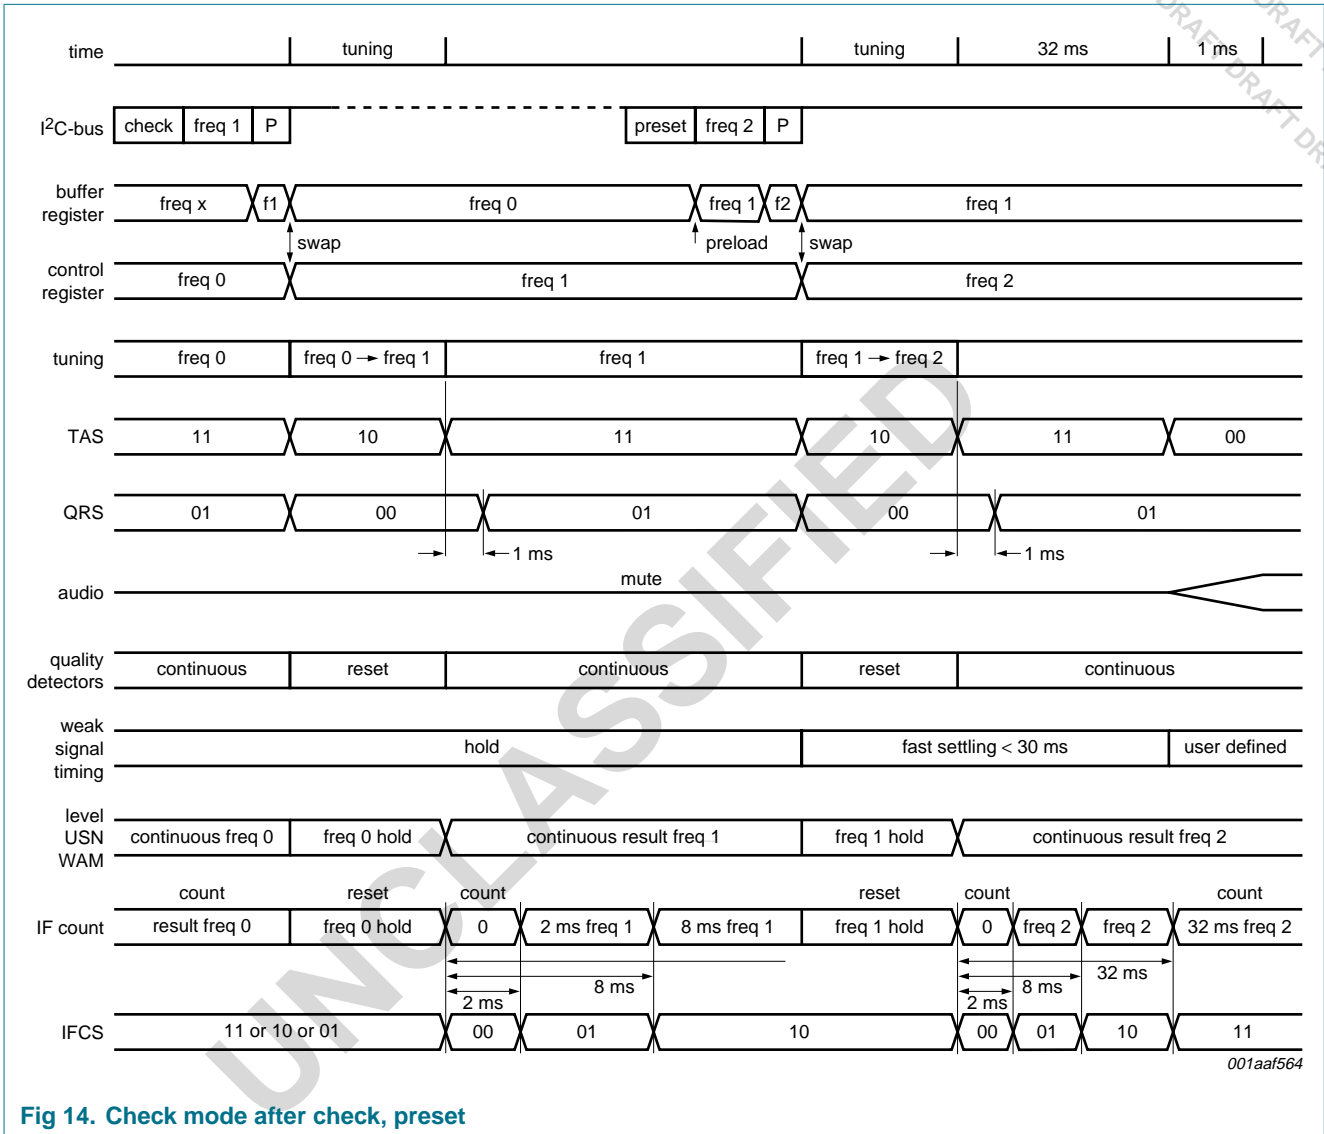 DRAFT DRAFT DR
DRAFT DRA
time tuning tuning 32 ms 1 ms
I2C-bus check freq 1 P preset freq 2 P
buffer register freq x f1 freq 0 freq 1 f2 freq 1
swap preload swap
control register freq 0 freq 1 freq 2
tuning freq 0 → freq 1 freq 1 → freq 2
freq 0 freq 1
TAS 11 10 11 10 11 00
QRS 01 00 01 00 01
1 ms 1 ms
audio mute
quality detectors continuous reset continuous reset continuous
weak signal timing hold fast settling < 30 ms user defined
level USN WAM continuous freq 0 freq 0 hold continuous result freq 1 freq 1 hold continuous result freq 2
count reset count reset count count
IF count result freq 0 freq 0 hold 0 2 ms freq 1 8 ms freq 1 freq 1 hold 0 freq 2 freq 2 32 ms freq 2
2 ms 8 ms 2 ms 8 ms 32 ms
IFCS 11 or 10 or 01 00 01 10 00 01 10 11
001aaf564
UNCLASSIFIED
Fig 14. Check mode after check, preset